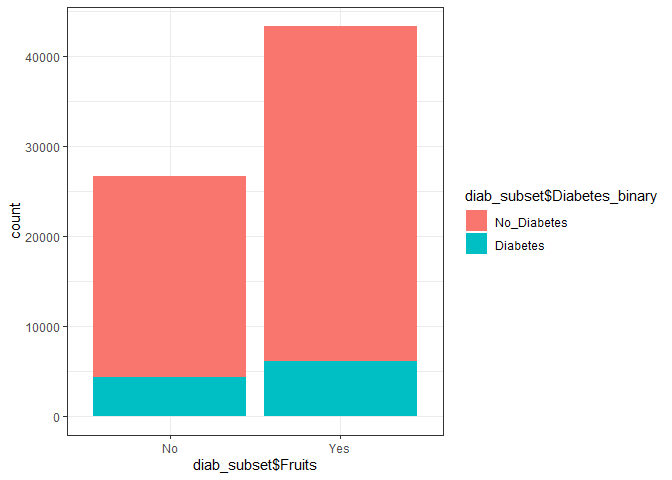 40000
30000
20000
10000
0
count
No
Yes
diab_subset$Fruits
diab_subset$Diabetes_binary
No_Diabetes
Diabetes